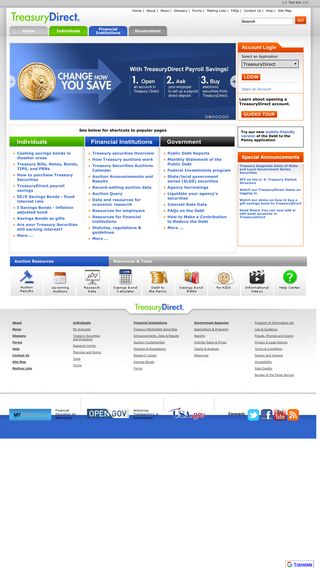 Text Size
TreasuryDirect®
Home | About | News | Glossary | Forms | Mailing Lists | FAQs | Contact Us | Help | Site Map
SEARCH
GO
Home
Individuals
Financial Institutions
Government
CHANGE HOW YOU SAVE
With TreasuryDirect Payroll Savings!
1. Open an account in Treasury Direct
2. Ask your employer to set up a payroll direct deposit
3. Buy electronic securities in TreasuryDirect
Account Login
Select an Application
TreasuryDirect
LOGIN
Open an Account
Learn about opening a TreasuryDirect account.
GUIDED TOUR
Try our new mobile-friendly version of the Debt to the Penny application
See below for shortcuts to popular pages
Individuals
Cashing savings bonds in disaster areas
Treasury Bills, Notes, Bonds, TIPS, and FRNs
How to purchase Treasury Securities
TreasuryDirect payroll savings
EE/E Savings Bonds - fixed interest rate
I Savings Bonds - inflation adjusted bond
Savings Bonds as gifts
Are your Treasury Securities still earning interest?
More ...
Financial Institutions
Treasury securities Overview
How Treasury auctions work
Treasury Securities Auctions Calendar
Auction Announcements and Results
Record-setting auction data
Auction Query
Data and resources for economic research
Resources for employers
Resources for financial institutions
Statutes, regulations, & guidelines
More ...
Government
Public Debt Reports
Monthly Statement of the Public Debt
Federal Investments program
State/local government series (SLGS) securities
Agency borrowings
Liquidate your agency's securities
Interest Rate Data
FAQs on the Debt
How to Make a Contribution to Reduce the Debt
More ...
Special Announcements
Treasury Suspends Sales of State and Local Government Series Securities
RFI on the U.S. Treasury Market Structure
Watch our TreasuryDirect demo on logging in
Watch our demo on how to buy a gift savings bond in TreasuryDirect
Good News! You can now edit or add bank accounts in TreasuryDirect
Auction Resources
Resources & Tools
Auction Results
Upcoming Auctions
Research Data
Savings Bond Calculator
Debt to the Penny
Savings Bond Rates
for KIDS
Informational Videos
Help Center
TreasuryDirect®
Home
News
Glossary
Forms
Help
Contact Us
Site Map
Mailing Lists
Individuals
My Accounts
Treasury Securities and Programs
Research Center
Planning and Giving
Tools
Forms
Financial Institutions
Treasury Marketable Securities
Announcements, Data & Results
Auction Fundamentals
Statutes & Regulations
Research Center
Savings Bonds
Forms
Government Agencies
Applications & Programs
Reports
Interest Rates & Prices
Charts & Analysis
Resources
Forms
Freedom of Information Act
Law & Guidance
Frauds, Phonies and Scams
Privacy & Legal Notices
Terms & Conditions
Plugins and Viewers
Accessibility
Data Quality
Bureau of the Fiscal Service
MY
Financial Education for Everyone
OPENGOV
Achieving Transparency in Government
USA.gov
Connect:
You
Translate